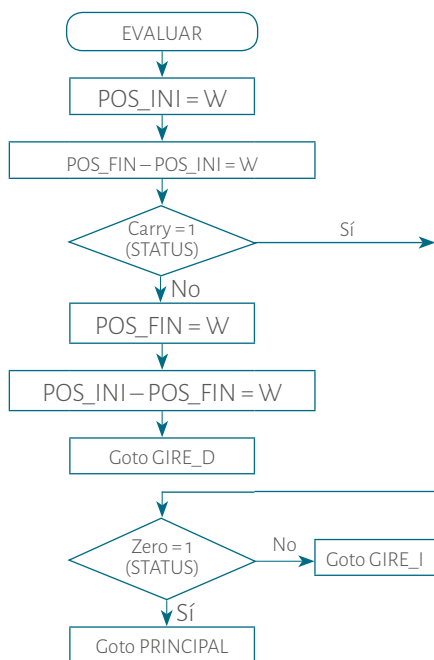 EVALUAR
POS_INI = W
POS_FIN – POS_INI = W
Carry = 1
(STATUS)
Sí
No
POS_FIN = W
POS_INI – POS_FIN = W
Goto GIRE_D
Zero = 1
(STATUS)
No
Goto GIRE_I
Sí
Goto PRINCIPAL